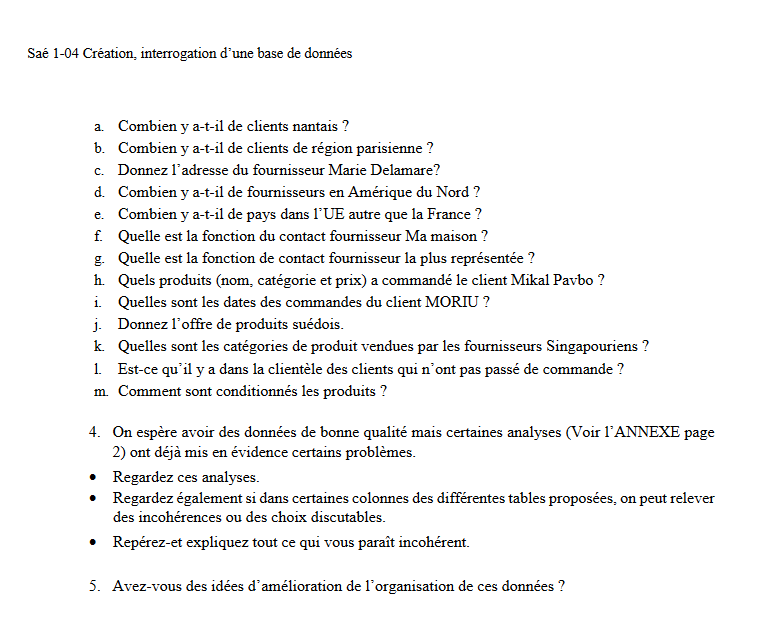 Saé 1-04 Création, interrogation d’une base de données
a. Combien y a-t-il de clients nantais ?
b. Combien y a-t-il de clients de région parisienne ?
c. Donnez l’adresse du fournisseur Marie Delamare?
d. Combien y a-t-il de fournisseurs en Amérique du Nord ?
e. Combien y a-t-il de pays dans l’UE autre que la France ?
f. Quelle est la fonction du contact fournisseur Ma maison ?
g. Quelle est la fonction de contact fournisseur la plus représentée ?
h. Quels produits (nom, catégorie et prix) a commandé le client Mikal Pavbo ?
i. Quelles sont les dates des commandes du client MORIU ?
j. Donnez l’offre de produits suédois.
k. Quelles sont les catégories de produit vendues par les fournisseurs Singapouriens ?
l. Est-ce qu’il y a dans la clientèle des clients qui n’ont pas passé de commande ?
m. Comment sont conditionnés les produits ?
4. On espère avoir des données de bonne qualité mais certaines analyses (Voir l’ANNEXE page
2) ont déjà mis en évidence certains problèmes.
• Regardez ces analyses.
• Regardez également si dans certaines colonnes des différentes tables proposées, on peut relever
des incohérences ou des choix discutables.
• Repérez-et expliquez tout ce qui vous paraît incohérent.
5. Avez-vous des idées d’amélioration de l’organisation de ces données ?